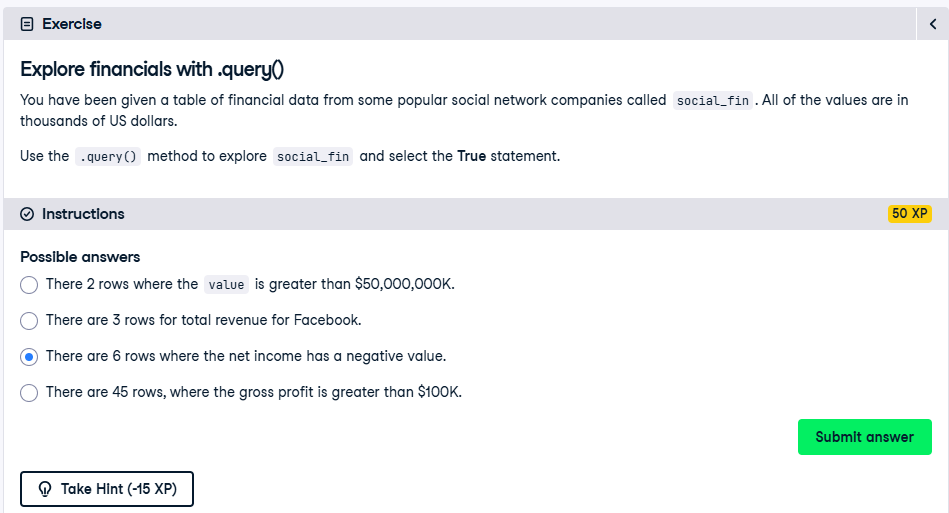 Exercise
Explore financials with .query()
You have been given a table of financial data from some popular social network companies called social_fin. All of the values are in
thousands of US dollars.
Use the .query() method to explore social_fin and select the True statement.
Instructions
50 XP
Possible answers
There 2 rows where the value is greater than $50,000,000K.
There are 3 rows for total revenue for Facebook.
There are 6 rows where the net income has a negative value.
There are 45 rows, where the gross profit is greater than $100K.
Submit answer
Take Hint (-15 XP)